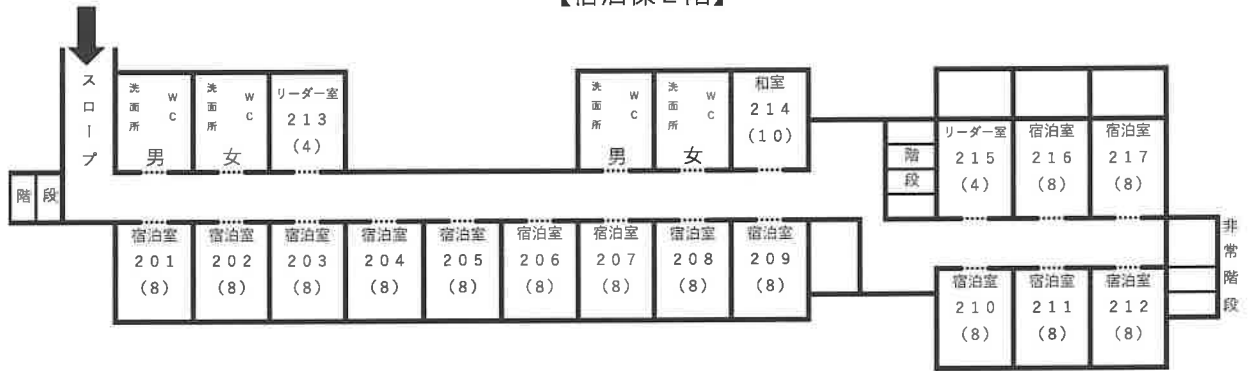 【宿泊棟2階】
スロープ
洗面所
WC
男
洗面所
WC
女
リーダー室
213
(4)
洗面所
WC
男
洗面所
WC
女
和室
214
(10)
階段
リーダー室
215
(4)
宿泊室
216
(8)
宿泊室
217
(8)
階段
宿泊室
201
(8)
宿泊室
202
(8)
宿泊室
203
(8)
宿泊室
204
(8)
宿泊室
205
(8)
宿泊室
206
(8)
宿泊室
207
(8)
宿泊室
208
(8)
宿泊室
209
(8)
宿泊室
210
(8)
宿泊室
211
(8)
宿泊室
212
(8)
非常階段